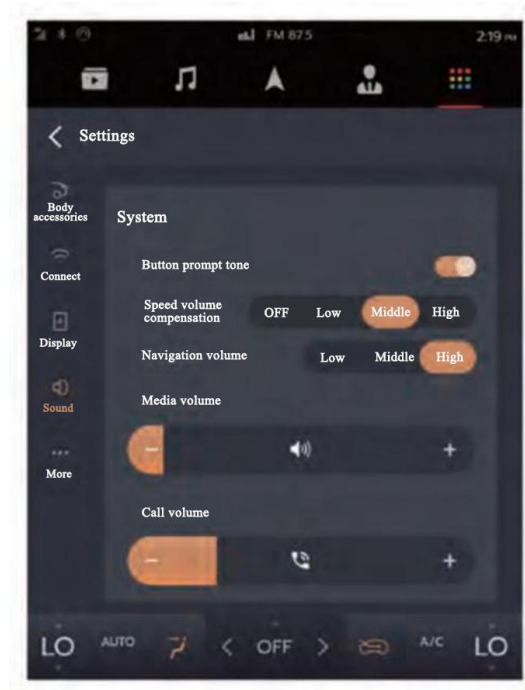 FM 87.5
2:19 PM
Settings
Body
accessories
System
Button prompt tone
Connect
Speed volume
compensation
OFF Low Middle High
Display
Navigation volume
Low Middle High
Sound
Media volume
- +
More
Call volume
- +
LO AUTO < OFF > A/C LO